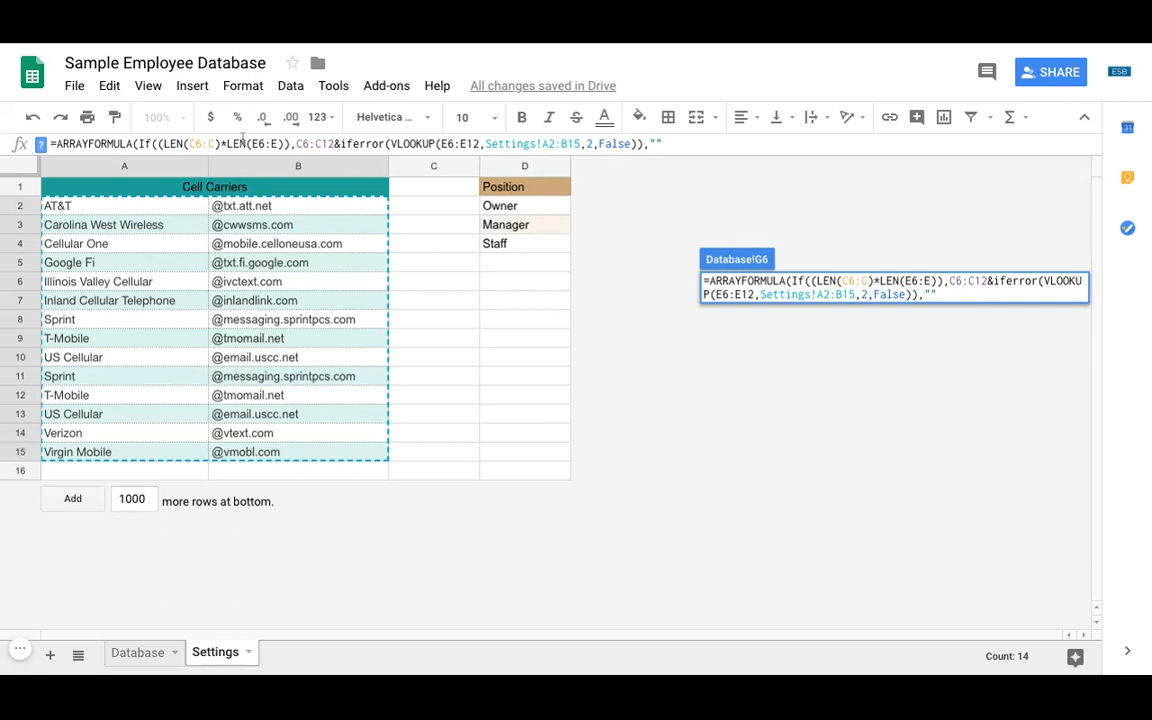 Sample Employee Database
File Edit View Insert Format Data Tools Add-ons Help All changes saved in Drive
SHARE
ESB
100% $ % .0 .00 123 Helvetica ... 10 B I S A Σ
fx ? =ARRAYFORMULA(If((LEN(C6:C)*LEN(E6:E)),C6:C12&iferror(VLOOKUP(E6:E12,Settings!A2:B15,2,False)),""
A B C D
1 Cell Carriers Position
2 AT&T @txt.att.net Owner
3 Carolina West Wireless @cwwsms.com Manager
4 Cellular One @mobile.celloneusa.com Staff
5 Google Fi @txt.fi.google.com
6 Illinois Valley Cellular @ivctext.com
7 Inland Cellular Telephone @inlandlink.com
8 Sprint @messaging.sprintpcs.com
9 T-Mobile @tmomail.net
10 US Cellular @email.uscc.net
11 Sprint @messaging.sprintpcs.com
12 T-Mobile @tmomail.net
13 US Cellular @email.uscc.net
14 Verizon @vtext.com
15 Virgin Mobile @vmobl.com
16
Database!G6
=ARRAYFORMULA(If((LEN(C6:C)*LEN(E6:E)),C6:C12&iferror(VLOOKU
P(E6:E12,Settings!A2:B15,2,False)),""
31
Add 1000 more rows at bottom.
Database Settings
Count: 14